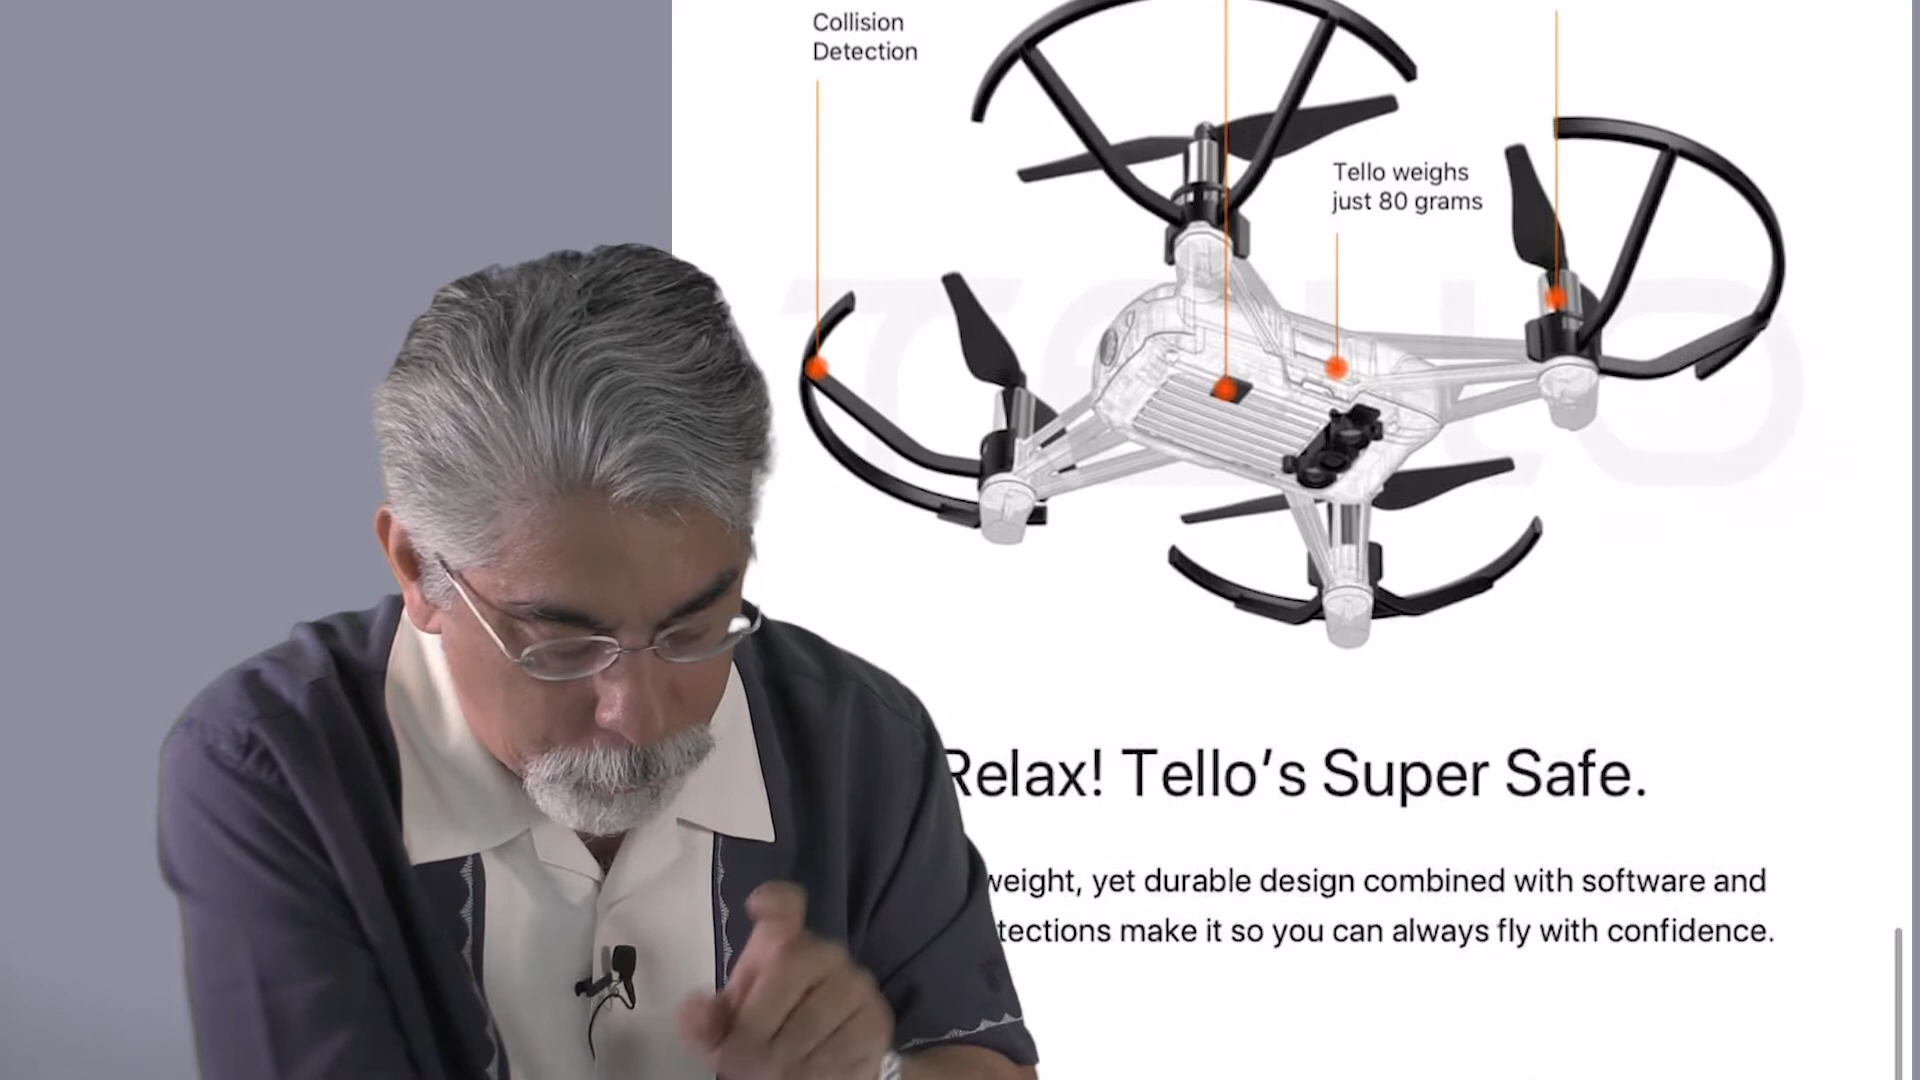 Collision
Detection
Tello weighs
just 80 grams
TELLO
Relax! Tello’s Super Safe.
weight, yet durable design combined with software and
tections make it so you can always fly with confidence.